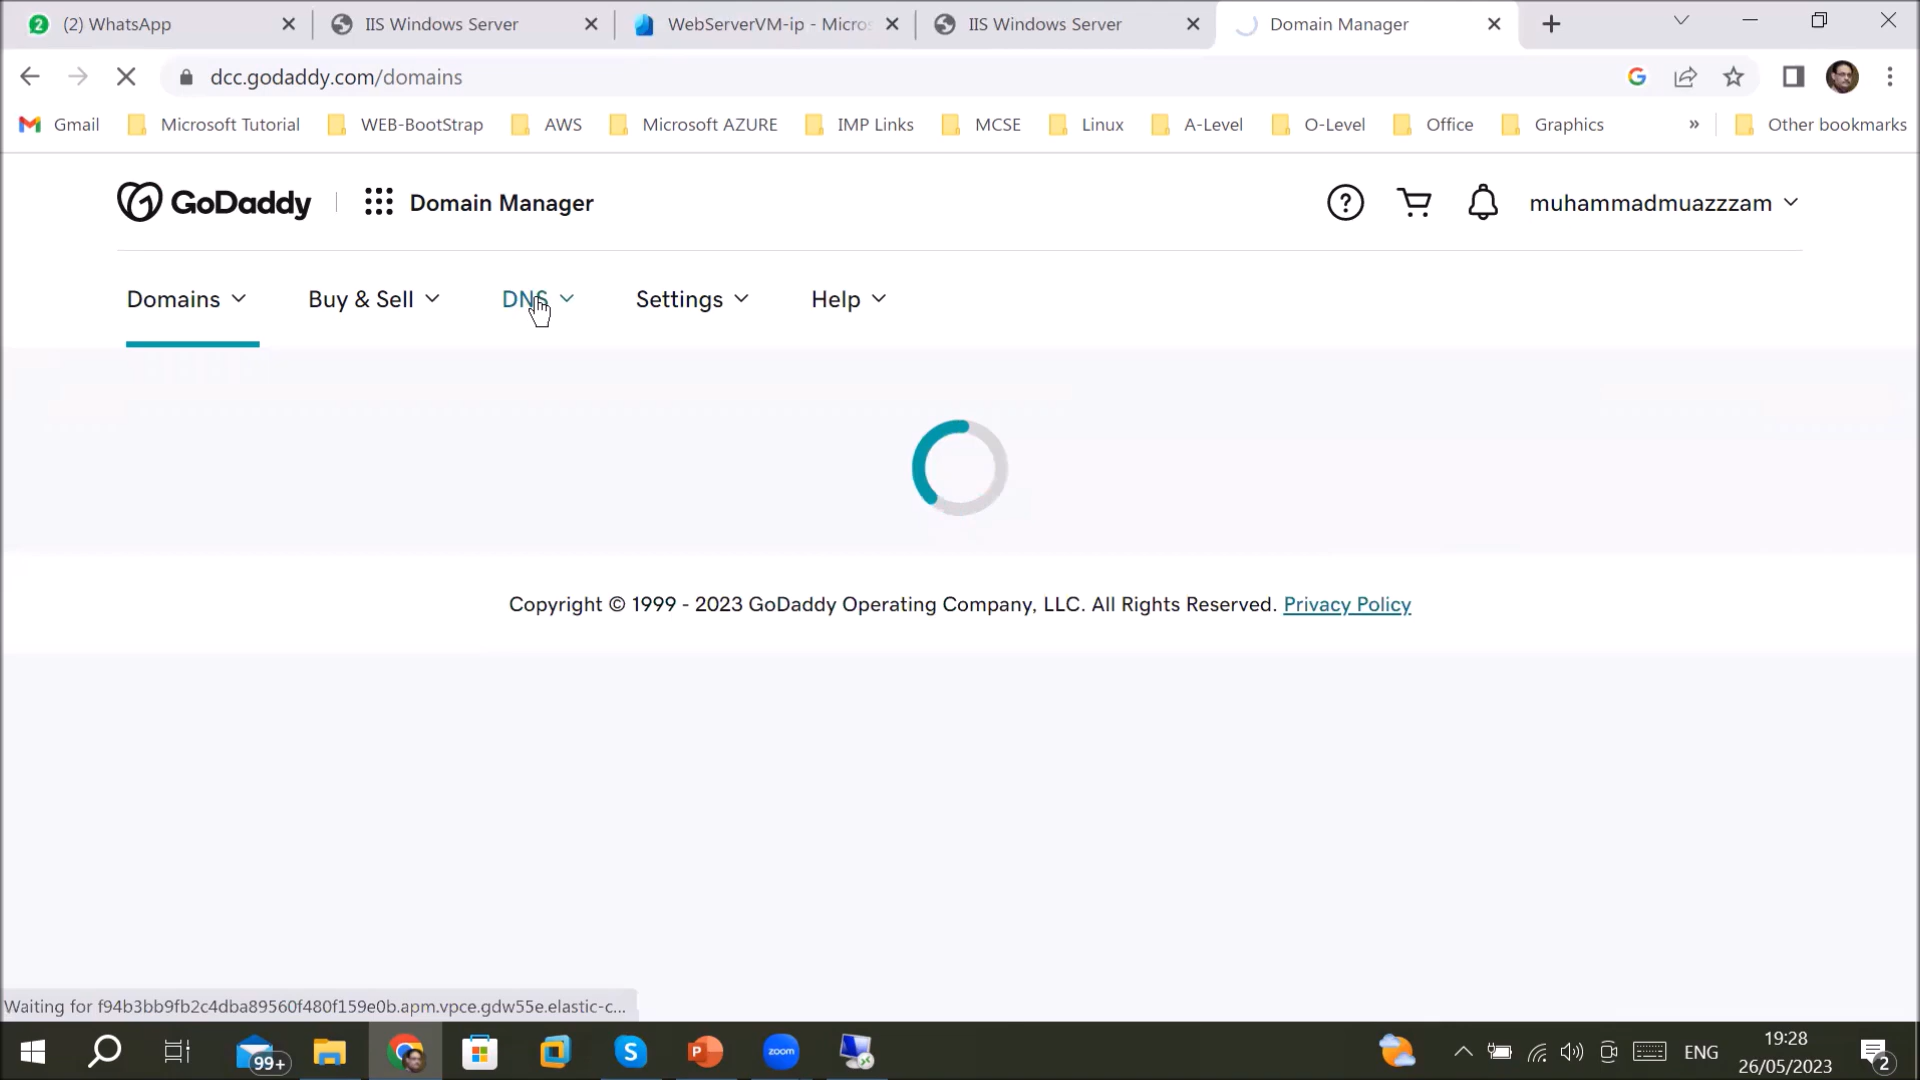 2 (2) WhatsApp
IIS Windows Server
WebServerVM-ip - Micros
IIS Windows Server
Domain Manager
dcc.godaddy.com/domains
Gmail
Microsoft Tutorial
WEB-BootStrap
AWS
Microsoft AZURE
IMP Links
MCSE
Linux
A-Level
O-Level
Office
Graphics
»
Other bookmarks
GoDaddy
Domain Manager
?
muhammadmuazzzam
Domains
Buy & Sell
DNS
Settings
Help
Copyright © 1999 - 2023 GoDaddy Operating Company, LLC. All Rights Reserved. Privacy Policy
Waiting for f94b3bb9fb2c4dba89560f480f159e0b.apm.vpce.gdw55e.elastic-c...
99+
S
P
zoom
ENG
19:28
26/05/2023
2